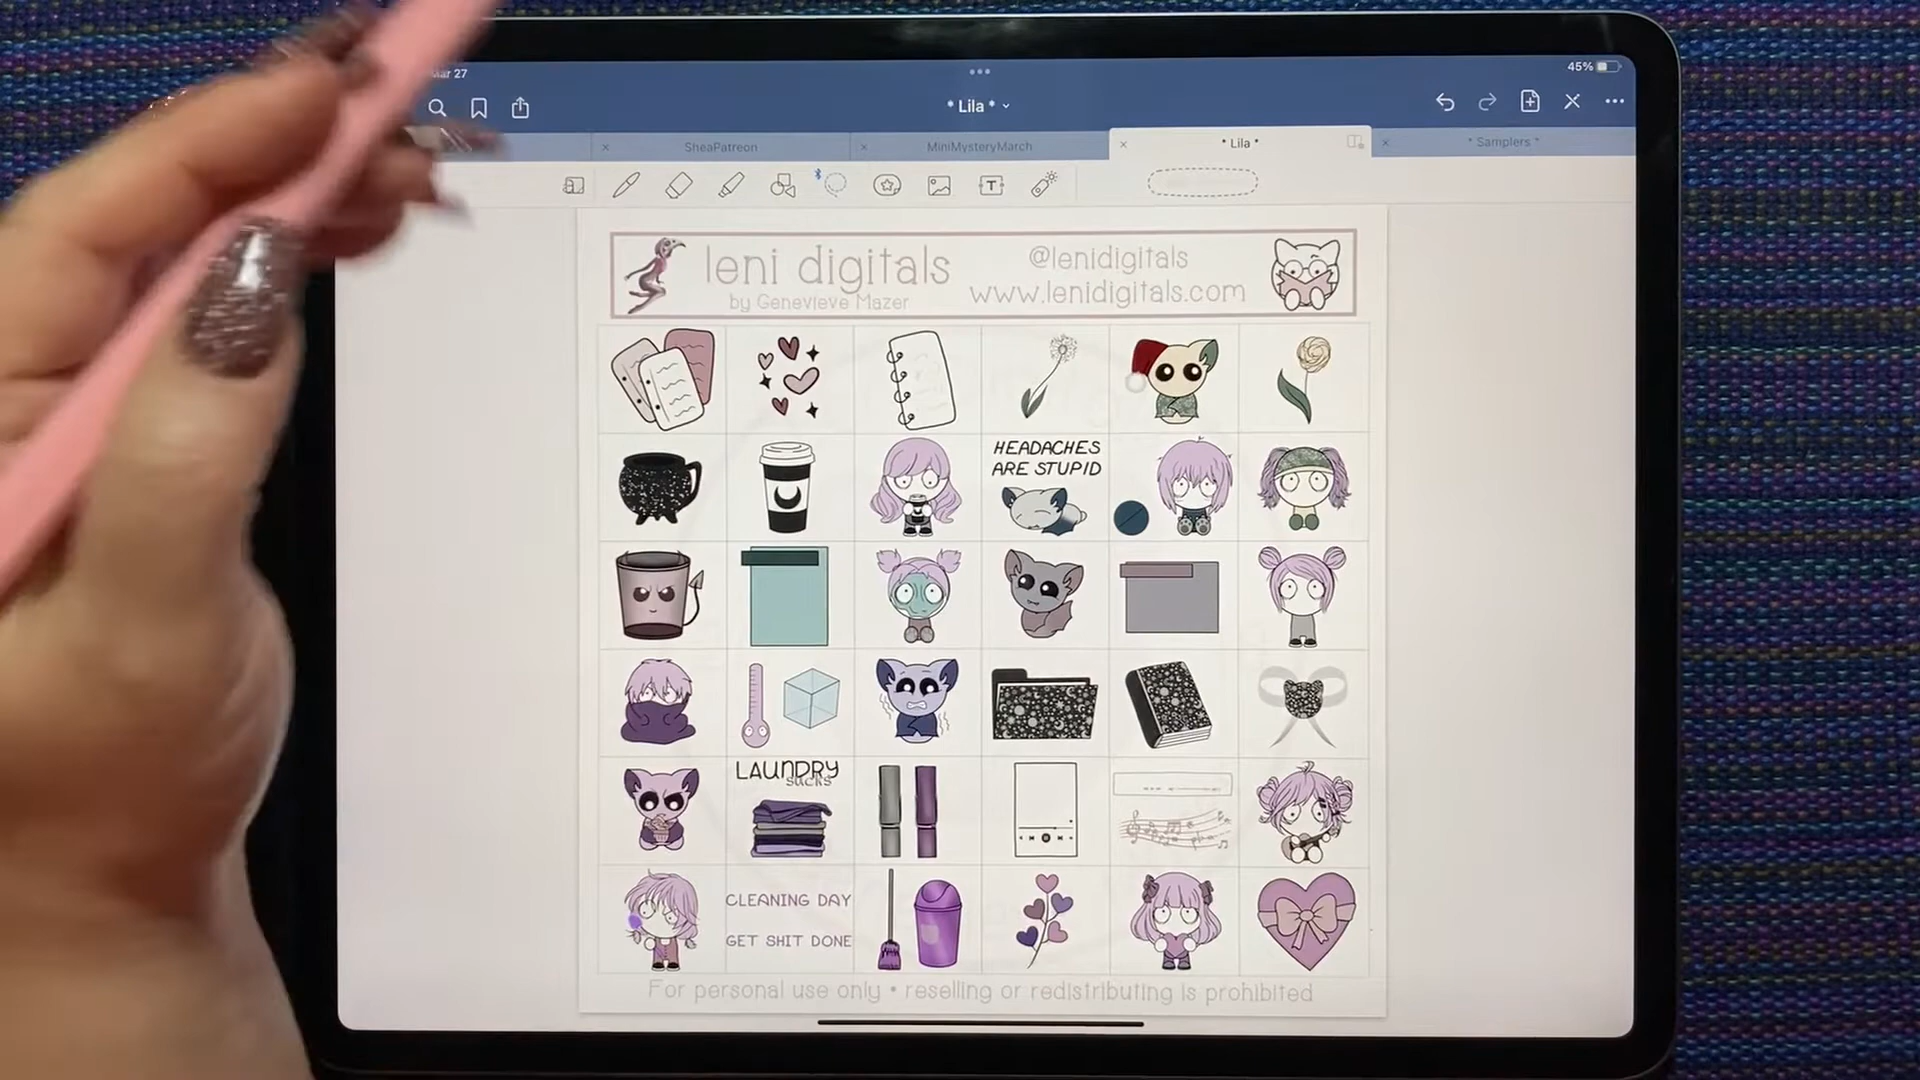 Mar 27
45%
* Lila *
SheaPatreon
MiniMysteryMarch
* Lila *
* Samplers *
T
leni digitals
by Genevieve Mazer
@lenidigitals
www.lenidigitals.com
HEADACHES
ARE STUPID
LAUNDRY
sucks
CLEANING DAY
GET SHIT DONE
For personal use only • reselling or redistributing is prohibited